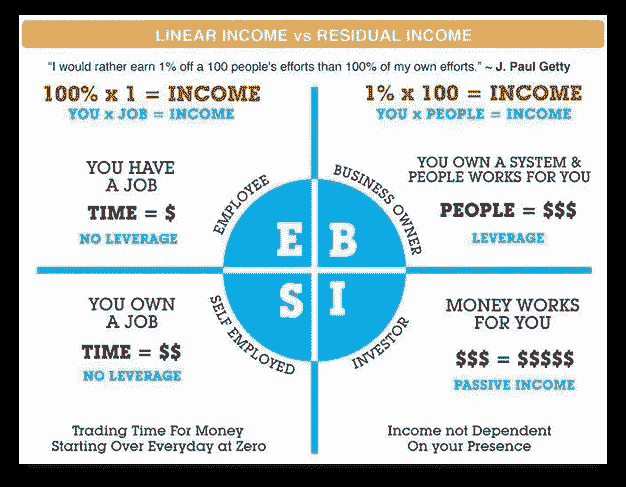 LINEAR INCOME vs RESIDUAL INCOME
"I would rather earn 1% off a 100 people's efforts than 100% of my own efforts." ~ J. Paul Getty
100% x 1 = INCOME
YOU x JOB = INCOME
1% x 100 = INCOME
YOU x PEOPLE = INCOME
YOU HAVE
A JOB
TIME = $
NO LEVERAGE
EMPLOYEE
BUSINESS OWNER
YOU OWN A SYSTEM &
PEOPLE WORKS FOR YOU
PEOPLE = $$$
LEVERAGE
E B
S I
YOU OWN
A JOB
TIME = $$
NO LEVERAGE
SELF EMPLOYED
INVESTOR
MONEY WORKS
FOR YOU
$$$ = $$$$$
PASSIVE INCOME
Trading Time For Money
Starting Over Everyday at Zero
Income not Dependent
On your Presence